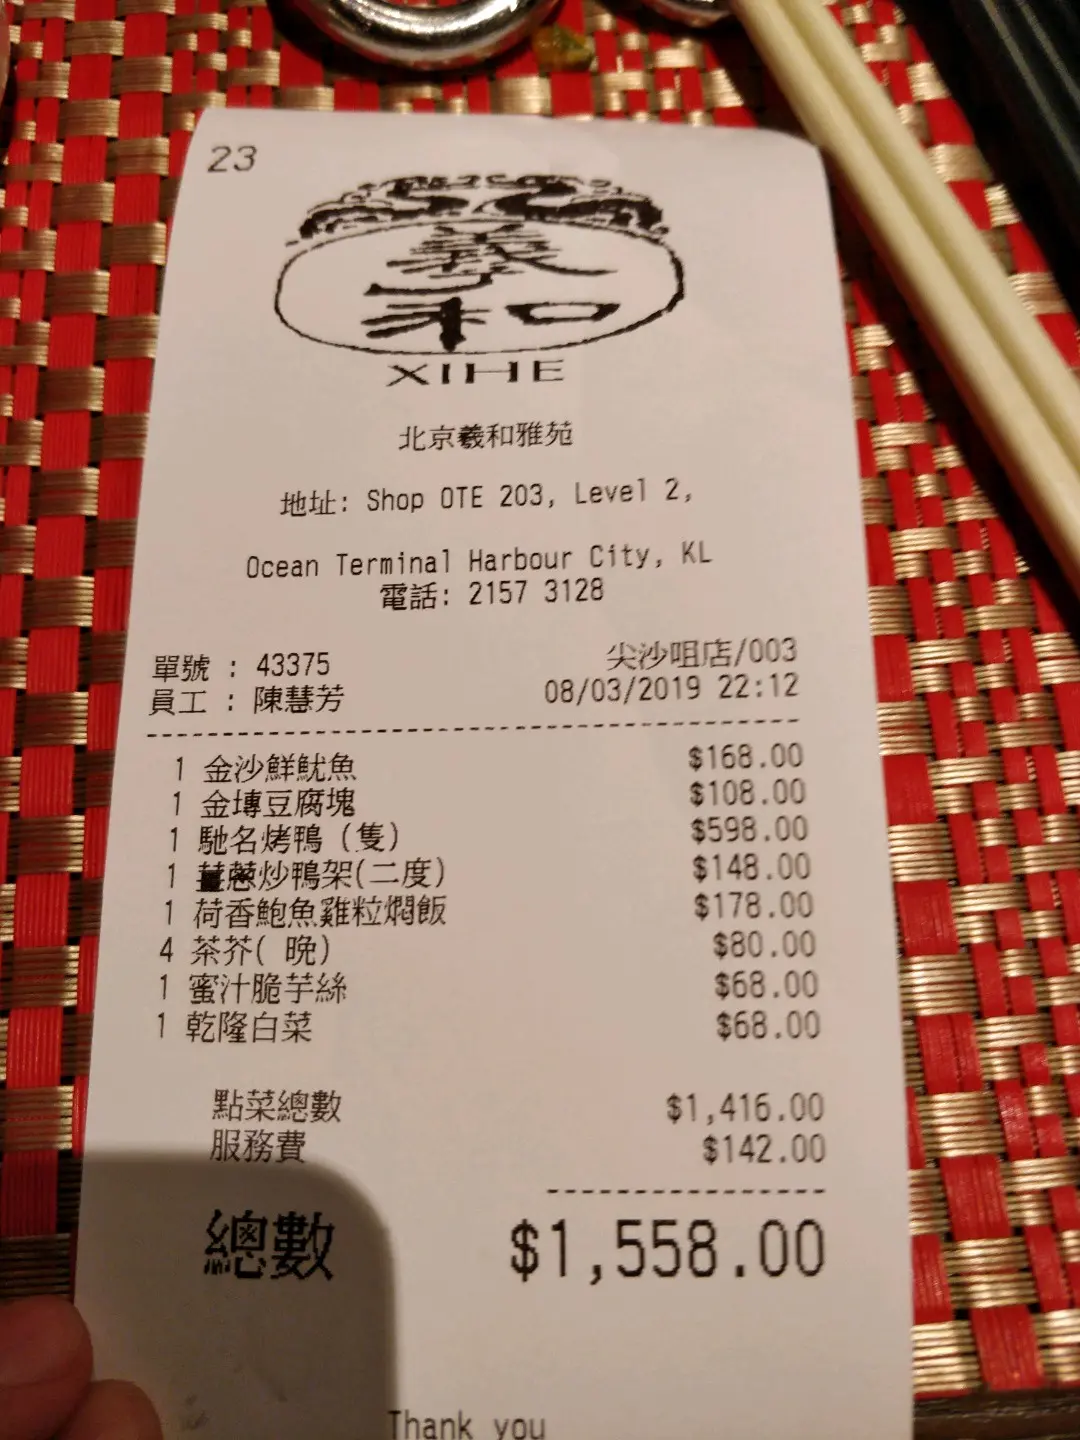 23
羲和
XIHE
北京羲和雅苑
地址: Shop OTE 203, Level 2,
Ocean Terminal Harbour City, KL
電話: 2157 3128
單號 : 43375 尖沙咀店/003
員工 : 陳慧芳 08/03/2019 22:12
1 金沙鮮魷魚 $168.00
1 金塼豆腐塊 $108.00
1 馳名烤鴨 (隻) $598.00
1 薑蔥炒鴨架(二度) $148.00
1 荷香鮑魚雞粒燜飯 $178.00
4 茶芥( 晚) $80.00
1 蜜汁脆芋絲 $68.00
1 乾隆白菜 $68.00
點菜總數 $1,416.00
服務費 $142.00
總數 $1,558.00
Thank you